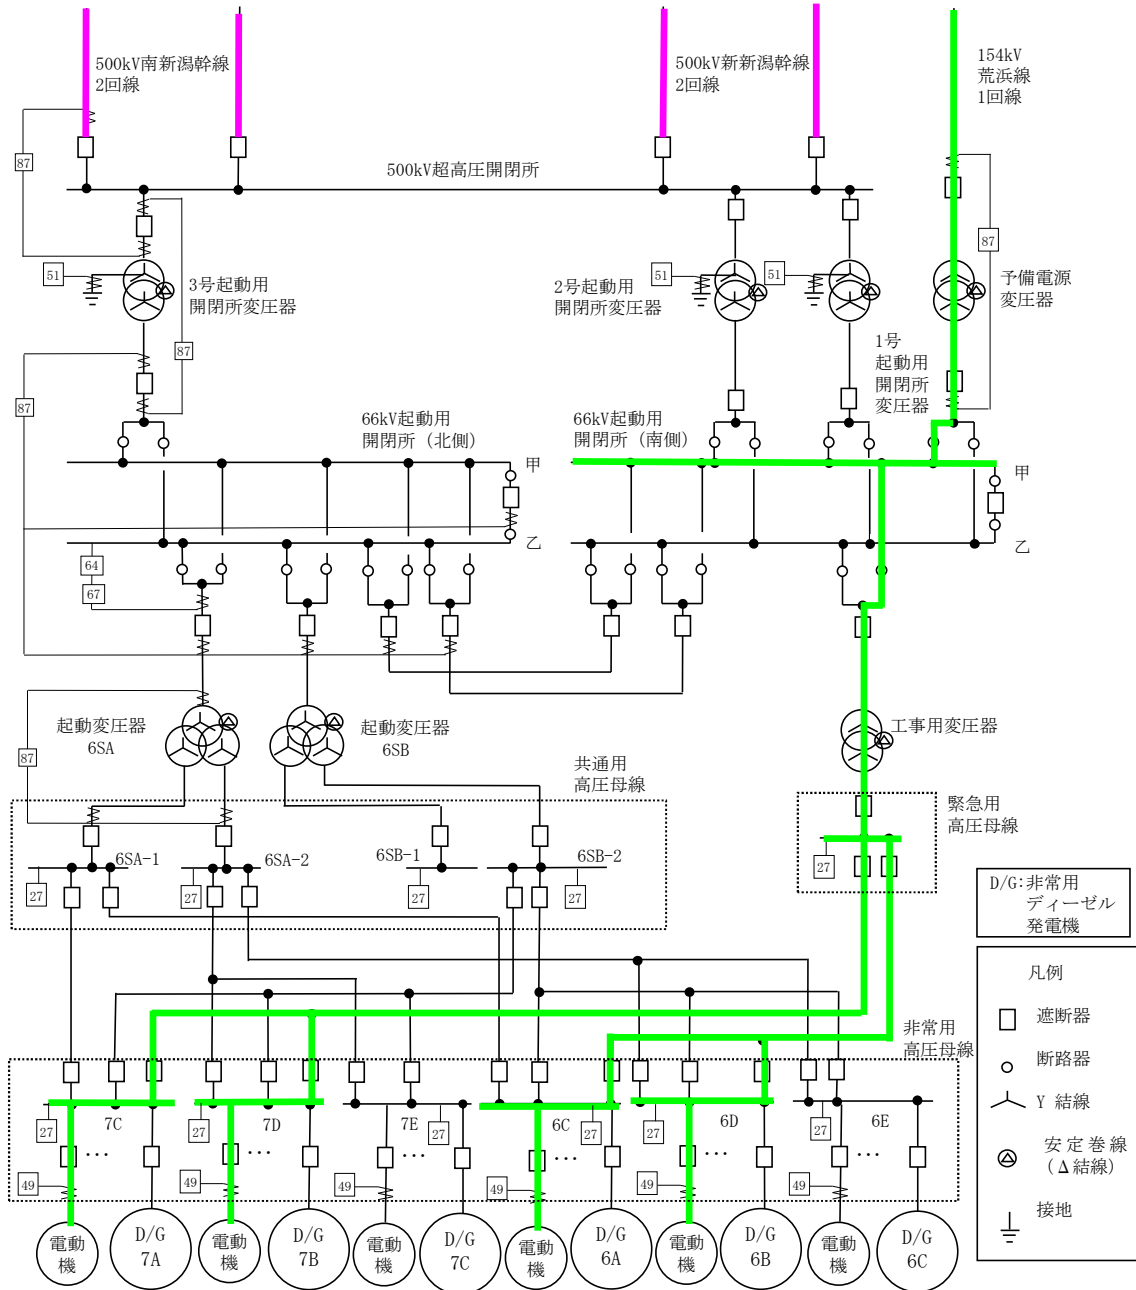 500kV南新潟幹線
2回線
500kV新新潟幹線
2回線
154kV
荒浜線
1回線
87
500kV超高圧開閉所
87
51
3号起動用
開閉所変圧器
51
2号起動用
開閉所変圧器
51
予備電源
変圧器
1号
起動用
開閉所
変圧器
87
87
66kV起動用
開閉所（北側）
66kV起動用
開閉所（南側）
甲
甲
乙
乙
64
67
起動変圧器
6SA
起動変圧器
6SB
工事用変圧器
87
共通用
高圧母線
緊急用
高圧母線
6SA-1
6SA-2
6SB-1
6SB-2
27
27
27
27
27
D/G:非常用
ディーゼル
発電機
凡例
遮断器
断路器
Y 結線
安定巻線
(Δ結線)
接地
非常用
高圧母線
27
7C
27
7D
7E
27
6C
27
27
6D
27
6E
...
...
...
...
...
...
49
49
49
49
49
49
電動
機
D/G
7A
電動
機
D/G
7B
電動
機
D/G
7C
電動
機
D/G
6A
電動
機
D/G
6B
電動
機
D/G
6C